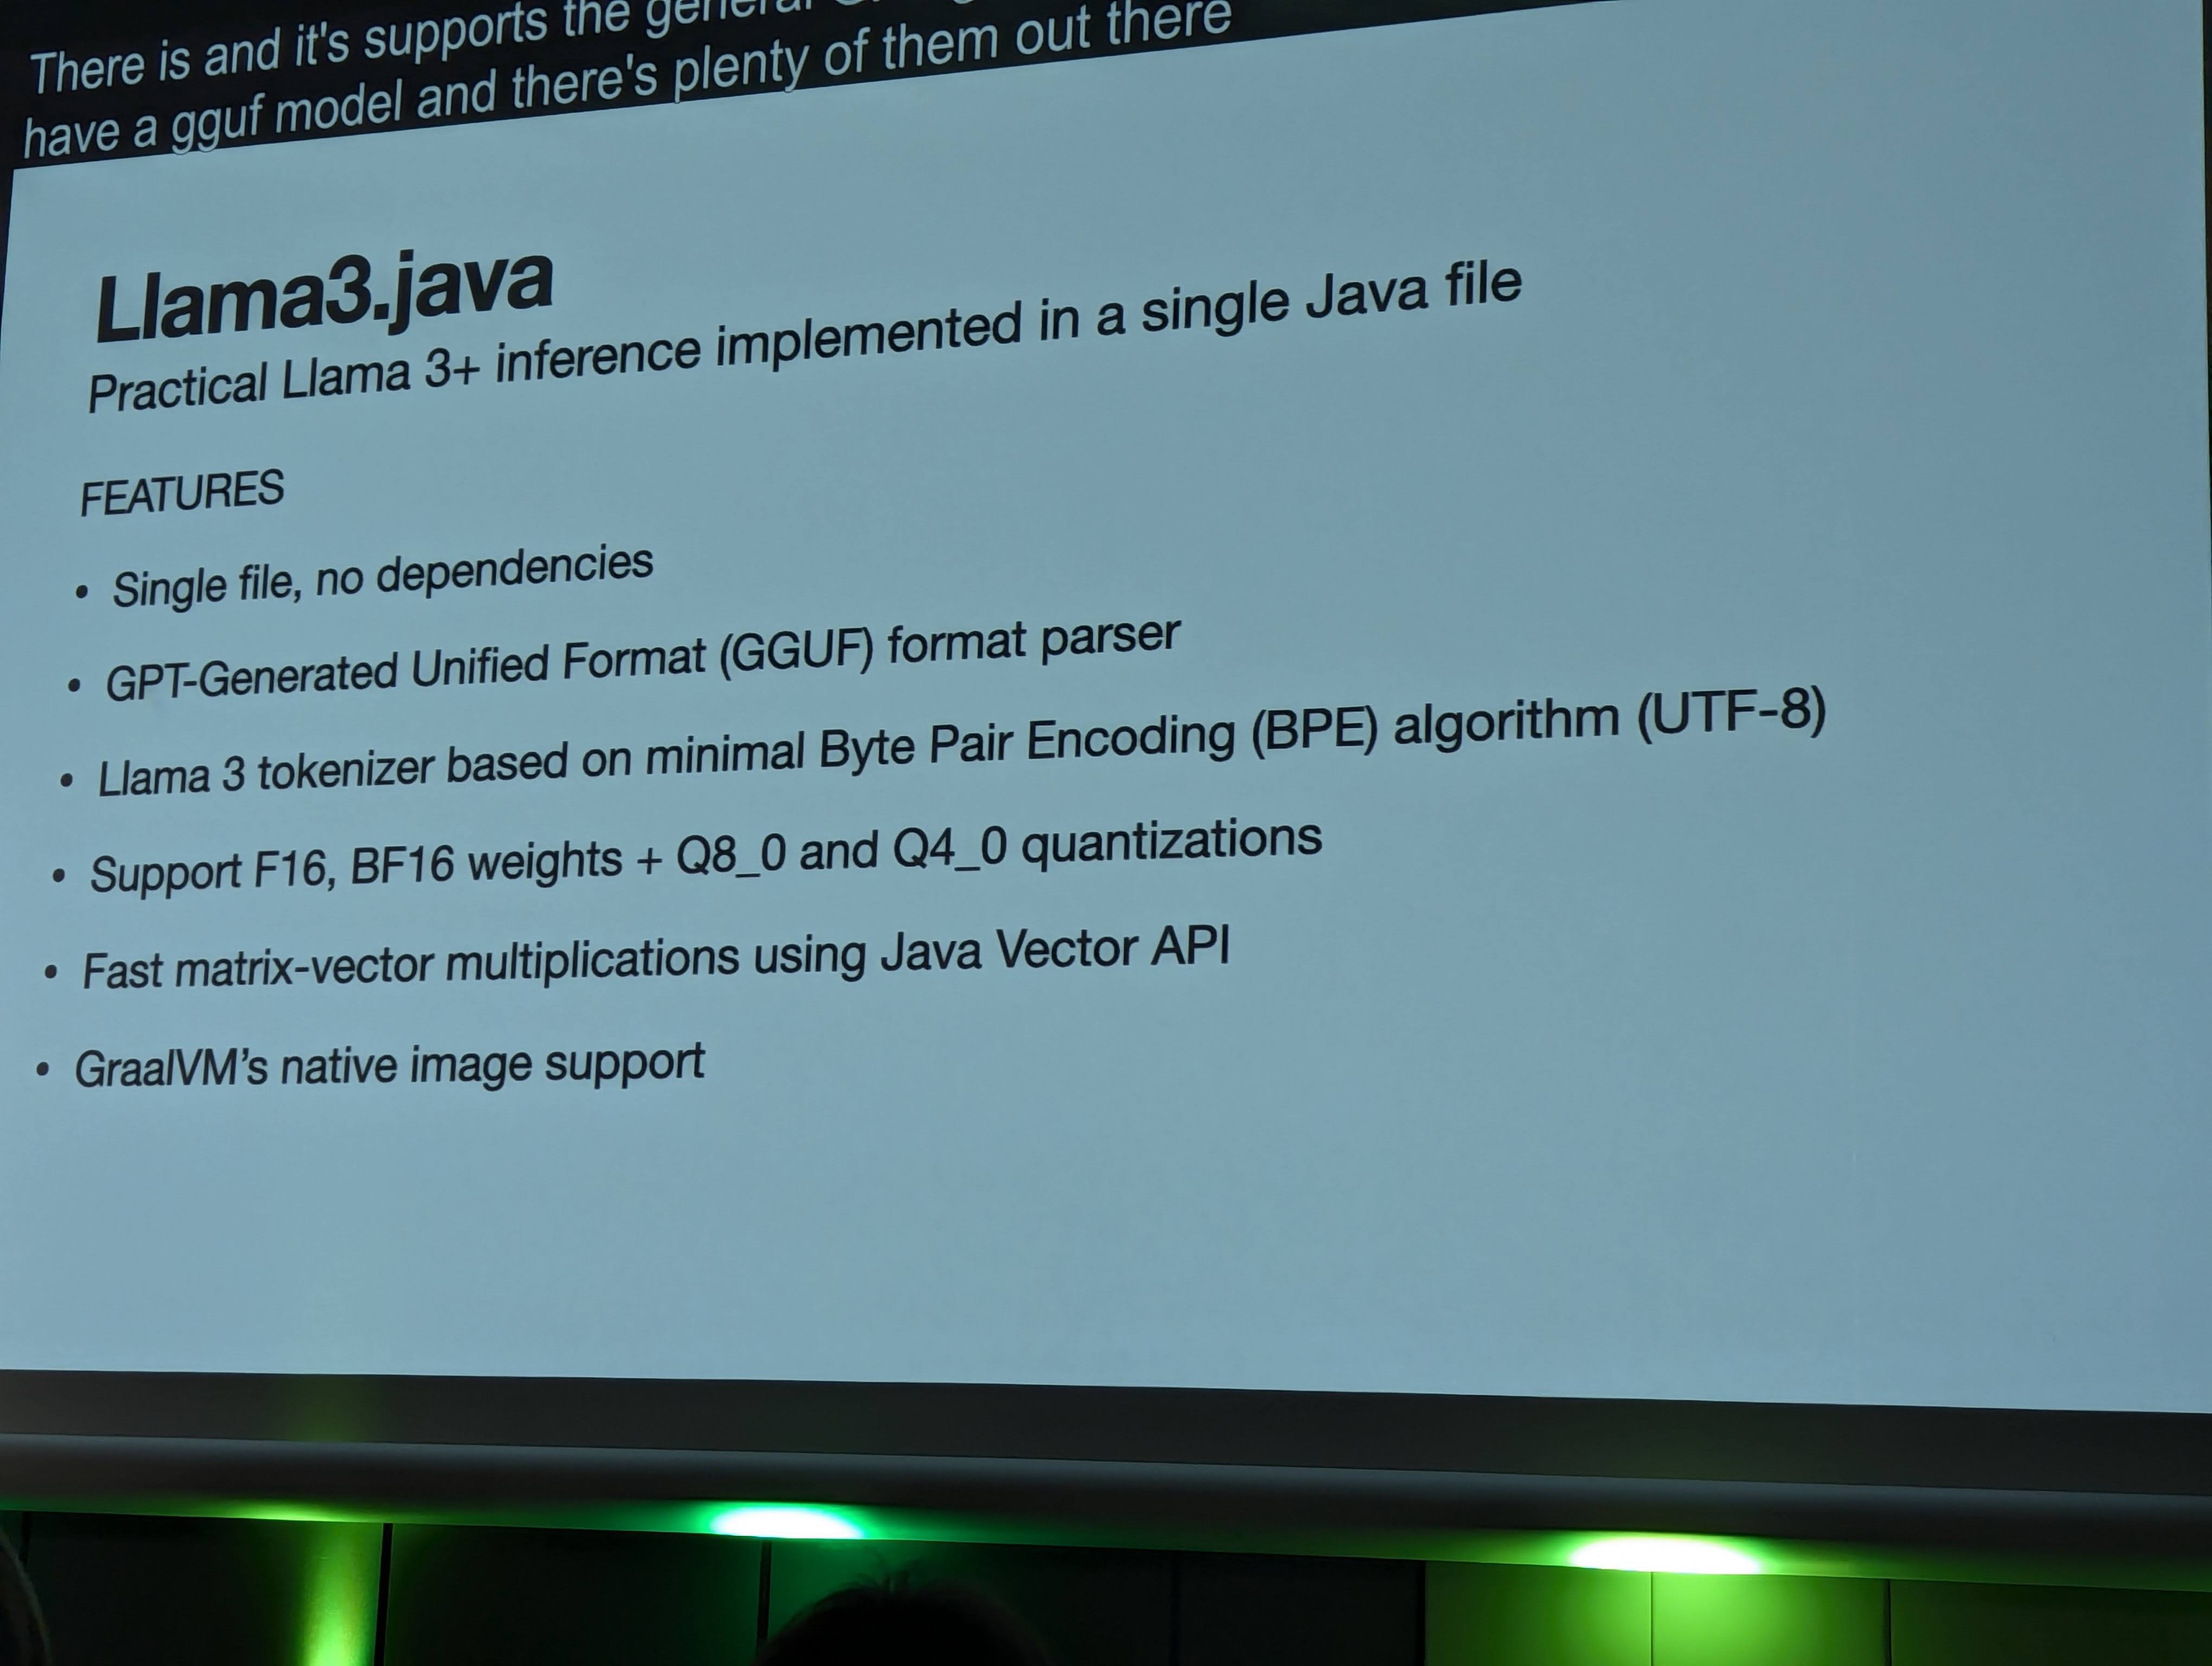 There is and it's supports the general
have a gguf model and there's plenty of them out there
Llama3.java
Practical Llama 3+ inference implemented in a single Java file
FEATURES
• Single file, no dependencies
• GPT-Generated Unified Format (GGUF) format parser
• Llama 3 tokenizer based on minimal Byte Pair Encoding (BPE) algorithm (UTF-8)
• Support F16, BF16 weights + Q8_0 and Q4_0 quantizations
• Fast matrix-vector multiplications using Java Vector API
• GraalVM’s native image support